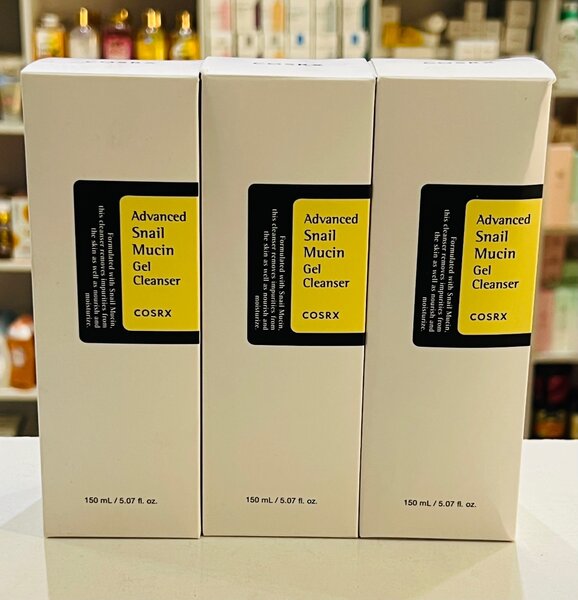 COSRX
Advanced
Snail
Mucin
Gel
Cleanser
COSRX
Formulated with Snail Mucin,
this cleanser removes impurities from
the skin as well as nourish and
moisturize.
150 mL / 5.07 fl. oz.
COSRX
Advanced
Snail
Mucin
Gel
Cleanser
COSRX
Formulated with Snail Mucin,
this cleanser removes impurities from
the skin as well as nourish and
moisturize.
150 mL / 5.07 fl. oz.
COSRX
Advanced
Snail
Mucin
Gel
Cleanser
COSRX
Formulated with Snail Mucin,
this cleanser removes impurities from
the skin as well as nourish and
moisturize.
150 mL / 5.07 fl. oz.